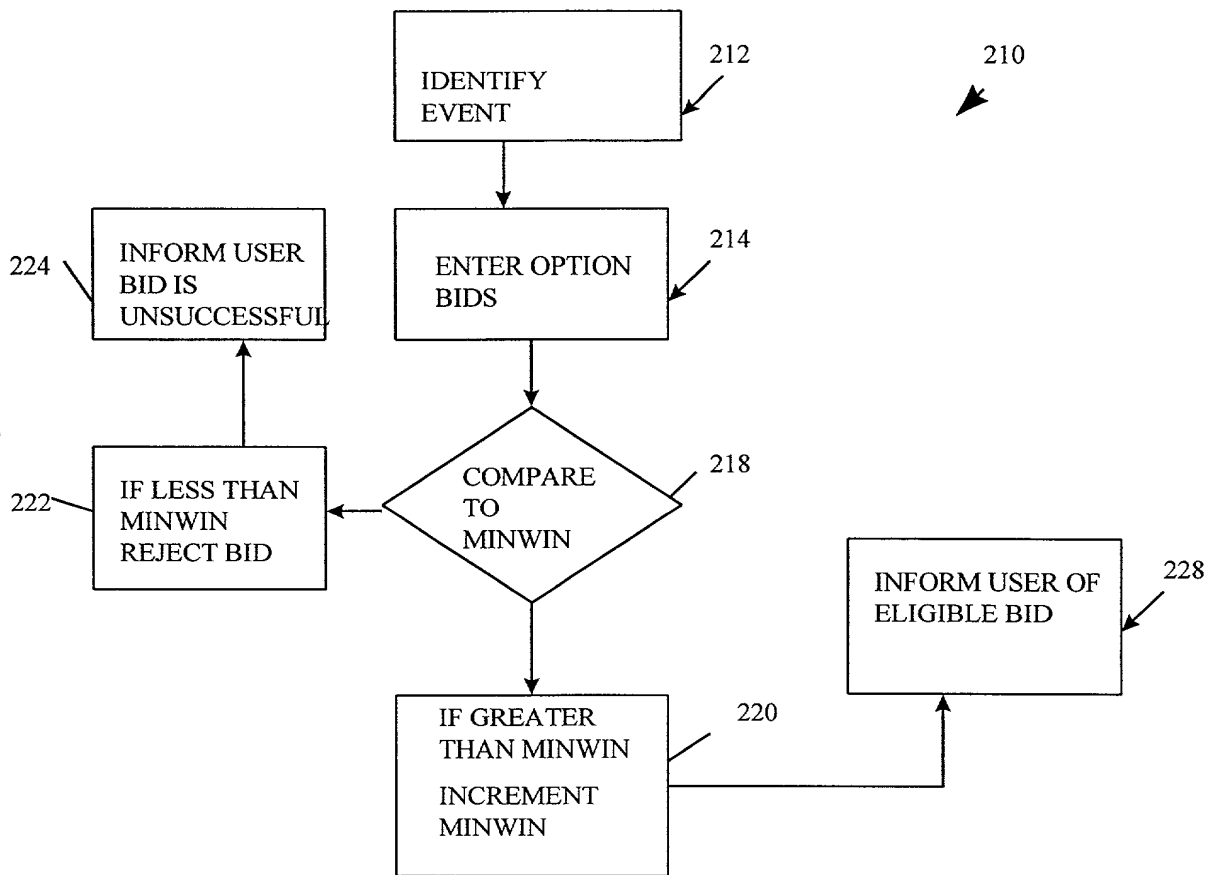 IDENTIFY
EVENT
212
210
INFORM USER
BID IS
UNSUCCESSFUL
224
ENTER OPTION
BIDS
214
COMPARE
TO
MINWIN
218
IF LESS THAN
MINWIN
REJECT BID
222
INFORM USER OF
ELIGIBLE BID
228
IF GREATER
THAN MINWIN
INCREMENT
MINWIN
220